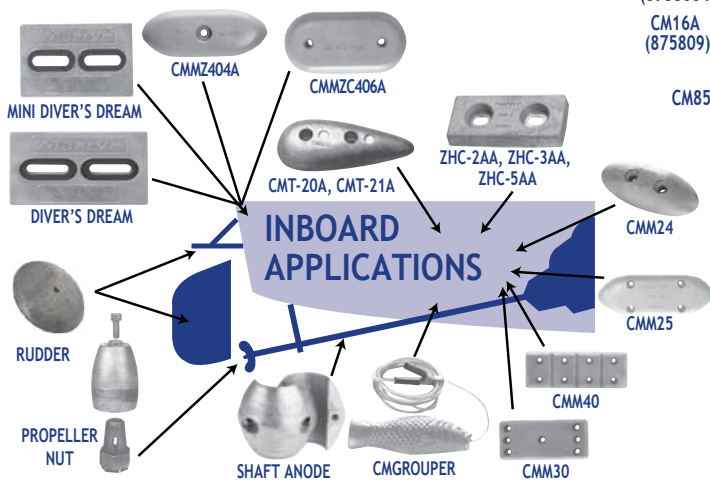 CM16A
(875809)
CM85
CMMZ404A
CMMZC406A
MINI DIVER'S DREAM
DIVER'S DREAM
CMT-20A, CMT-21A
ZHC-2AA, ZHC-3AA,
ZHC-5AA
CMM24
INBOARD
APPLICATIONS
CMM25
RUDDER
CMM40
PROPELLER
NUT
SHAFT ANODE
CMGROUPER
CMM30